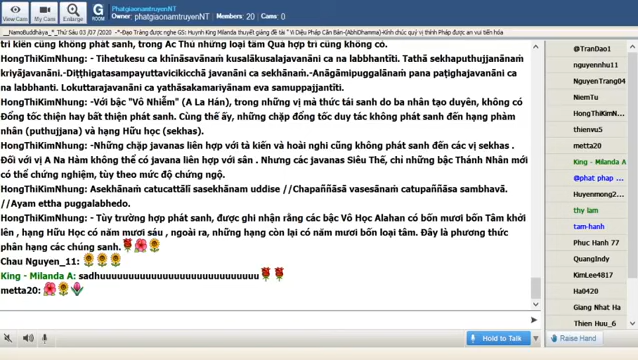 Permissions: G
Owner: phatgiaonamtruyenNT Members: 20 Cams: 0
View Cam
My Cam
Enlarge
ROOM
_NamoBuddhàya_*_Thứ Sáu 03 /07 /2020 -*-Đạo Tràng được nghe GS: Huynh King Milanda thuyết giảng đề tài " Vi Diệu Pháp Căn Bản-(AbhiDhamma)-Kính chúc quý vị thính Pháp được an vui tiến hóa
trí kiến cũng không phát sanh, trong Ác Thú những loại tâm Quả hợp trí cũng không có.
HongThiKimNhung: - Tihetukesu ca khīnāsavānaṁ kusalākusalajavanāni ca na labbhantīti. Tathā sekhaputhujjanānaṁ
kriyājavanāni.-Diṭṭhigatasampayuttavicikicchā javanāni ca sekhānaṁ. -Anāgāmipuggalānaṁ pana paṭighajavanāni ca na
labbhanti. Lokuttarajavanāni ca yathāsakamariyānaṁ eva samuppajjantīti.
HongThiKimNhung: -Với bậc "Vô Nhiễm" (A La Hán), trong những vị mà thức tái sanh do ba nhân tạo duyên, không có
Đổng tốc thiện hay bất thiện phát sanh. Cùng thế ấy, những chặp đổng tốc duy tác không phát sanh đến hạng phàm
nhân (puthujjana) và hạng Hữu học (sekhas).
HongThiKimNhung: -Những chặp javanas liên hợp với tà kiến và hoài nghi cũng không phát sanh đến các vị sekhas .
Đối với vị A Na Hàm không thể có javana liên hợp với sân . Nhưng các javanas Siêu Thế, chỉ những bậc Thánh Nhân mới
có thể chứng nghiệm, tùy theo mức độ chứng ngộ.
HongThiKimNhung: Asekhānaṁ catucattālī sasekhānam uddise //Chapaññāsā vasesānaṁ catupaññāsa sambhavā.
//Ayam ettha puggalabhedo.
HongThiKimNhung: - Tùy trường hợp phát sanh, được ghi nhận rằng các bậc Vô Học Alahan có bốn mươi bốn Tâm khởi
lên , hạng Hữu Học có năm mươi sáu , ngoài ra, những hạng còn lại có năm mươi bốn loại tâm. Đây là phương thức
phân hạng các chúng sanh.
Chau Nguyen_11:
King - Milanda A: sadhuuuuuuuuuuuuuuuuuuuuuuuuuuuu
metta20:
Hold to Talk
Raise Hand
@TranDao1
nguyennhu11
NguyenTrang04
NiemTu
HongThiKimN
thienvu5
metta20
King - Milanda A
@phat phap ...
Huyenmong2
thy lam
tam-hanh
Phuc Hanh 77
QuangIndy
KimLee4817
Ha0420
Giang Nhat Ha
Thien Huu_6